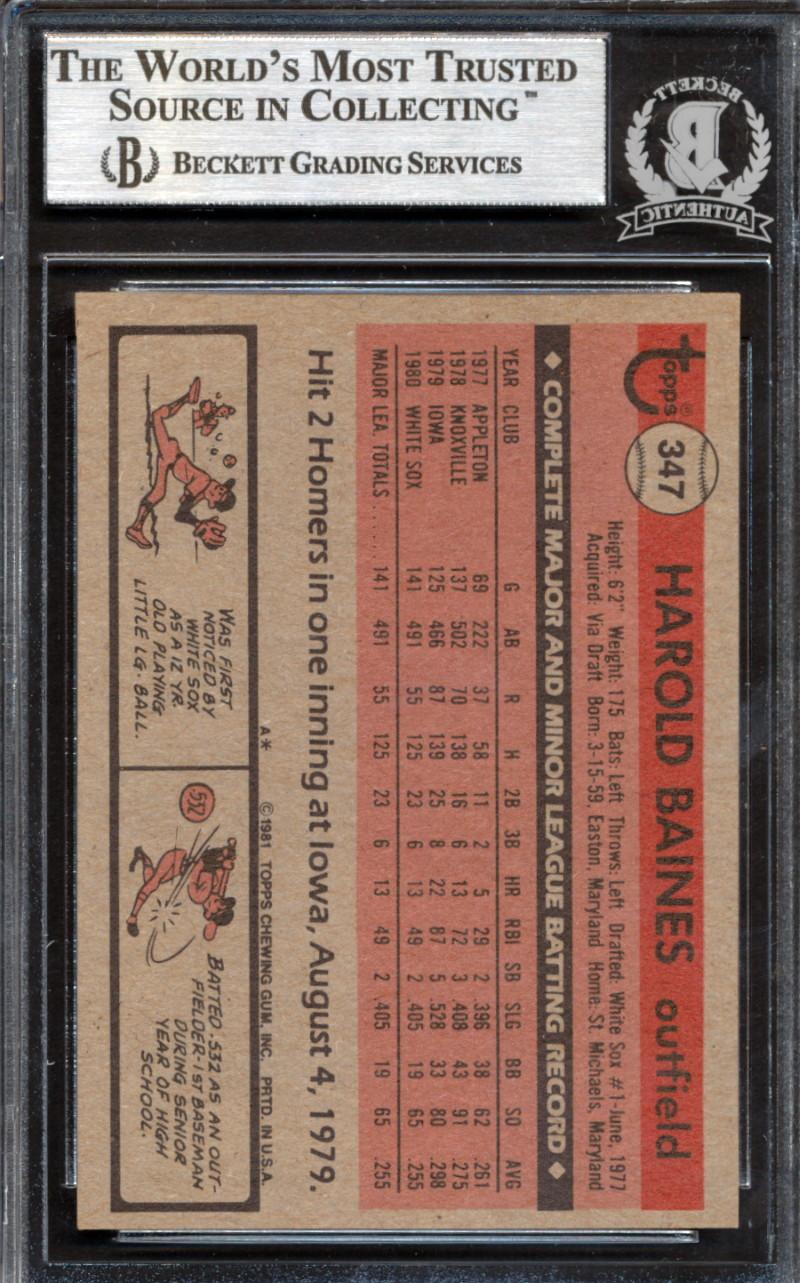 THE WORLD'S MOST TRUSTED
SOURCE IN COLLECTING™
B BECKETT GRADING SERVICES
BECKETT
B
AUTHENTIC
Topps®
347
HAROLD BAINES outfield
Height: 6'2" Weight: 175 Bats: Left Throws: Left Drafted: White Sox #1-June, 1977
Acquired: Via Draft Born: 3-15-59, Easton, Maryland Home: St. Michaels, Maryland
◆ COMPLETE MAJOR AND MINOR LEAGUE BATTING RECORD ◆
YEAR CLUB G AB R H 2B 3B HR RBI SB SLG BB SO AVG
1977 APPLETON 69 222 37 58 11 2 5 29 2 .396 38 62 .261
1978 KNOXVILLE 137 502 70 138 16 6 13 72 3 .408 43 91 .275
1979 IOWA 125 466 87 139 25 8 22 87 5 .528 33 80 .298
1980 WHITE SOX 141 491 55 125 23 6 13 49 2 .405 19 65 .255
MAJOR LEA. TOTALS ...... 141 491 55 125 23 6 13 49 2 .405 19 65 .255
Hit 2 Homers in one inning at Iowa, August 4, 1979.
A* ©1981 TOPPS CHEWING GUM, INC. PRTD. IN U.S.A.
WAS FIRST
NOTICED BY
WHITE SOX
AS A 12 YR.
OLD PLAYING
LITTLE LG. BALL.
.532
BATTED .532 AS AN OUT-
FIELDER-1ST BASEMAN
DURING SENIOR
YEAR OF HIGH
SCHOOL.